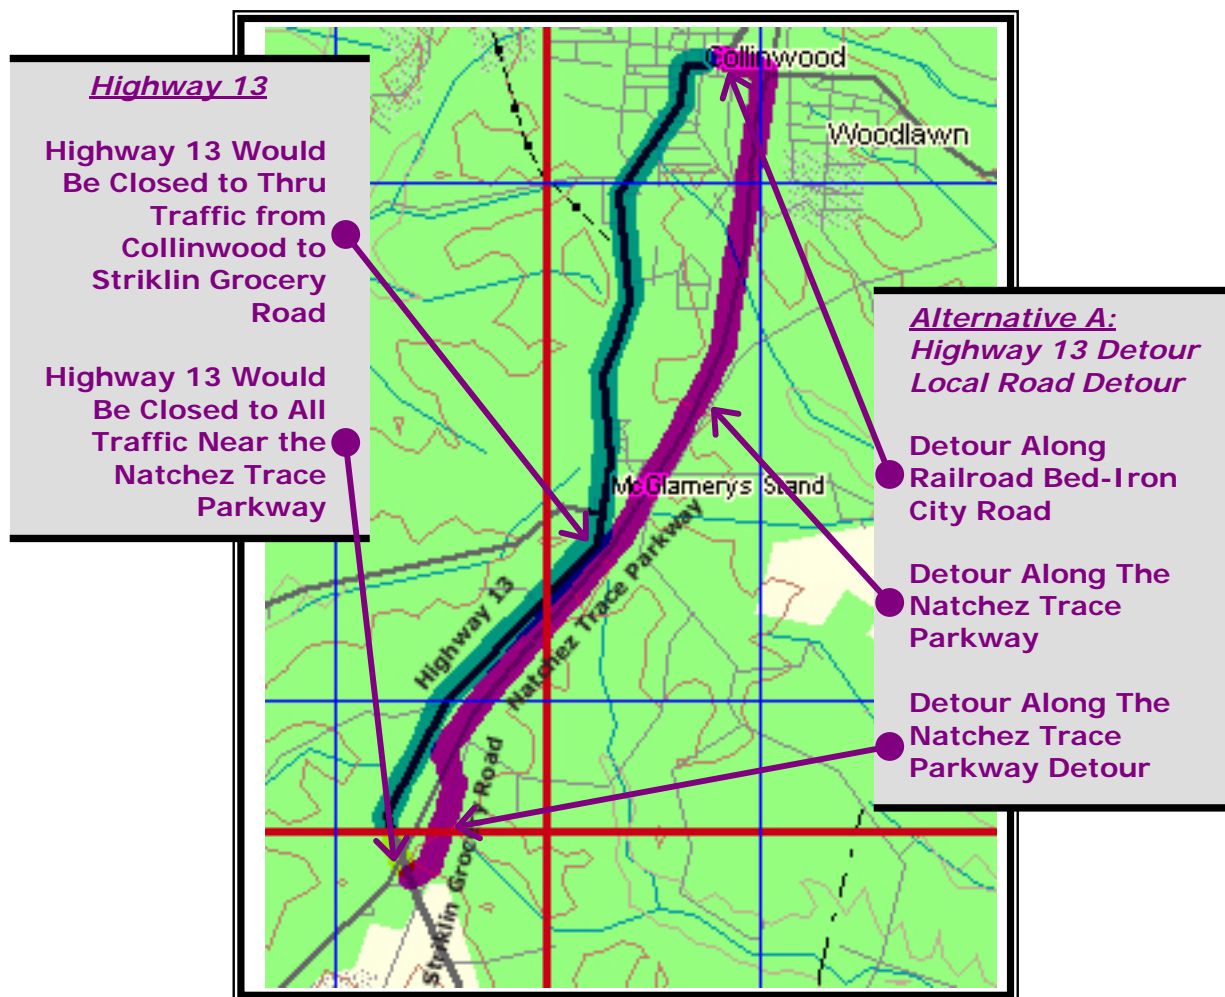 Highway 13
Highway 13 Would
Be Closed to Thru
Traffic from
Collinwood to
Striklin Grocery
Road
Highway 13 Would
Be Closed to All
Traffic Near the
Natchez Trace
Parkway
Collinwood
Woodlawn
McGlamerys Stand
Highway 13
Natchez Trace Parkway
Striklin Grocery Road
Alternative A:
Highway 13 Detour
Local Road Detour
Detour Along
Railroad Bed-Iron
City Road
Detour Along The
Natchez Trace
Parkway
Detour Along The
Natchez Trace
Parkway Detour